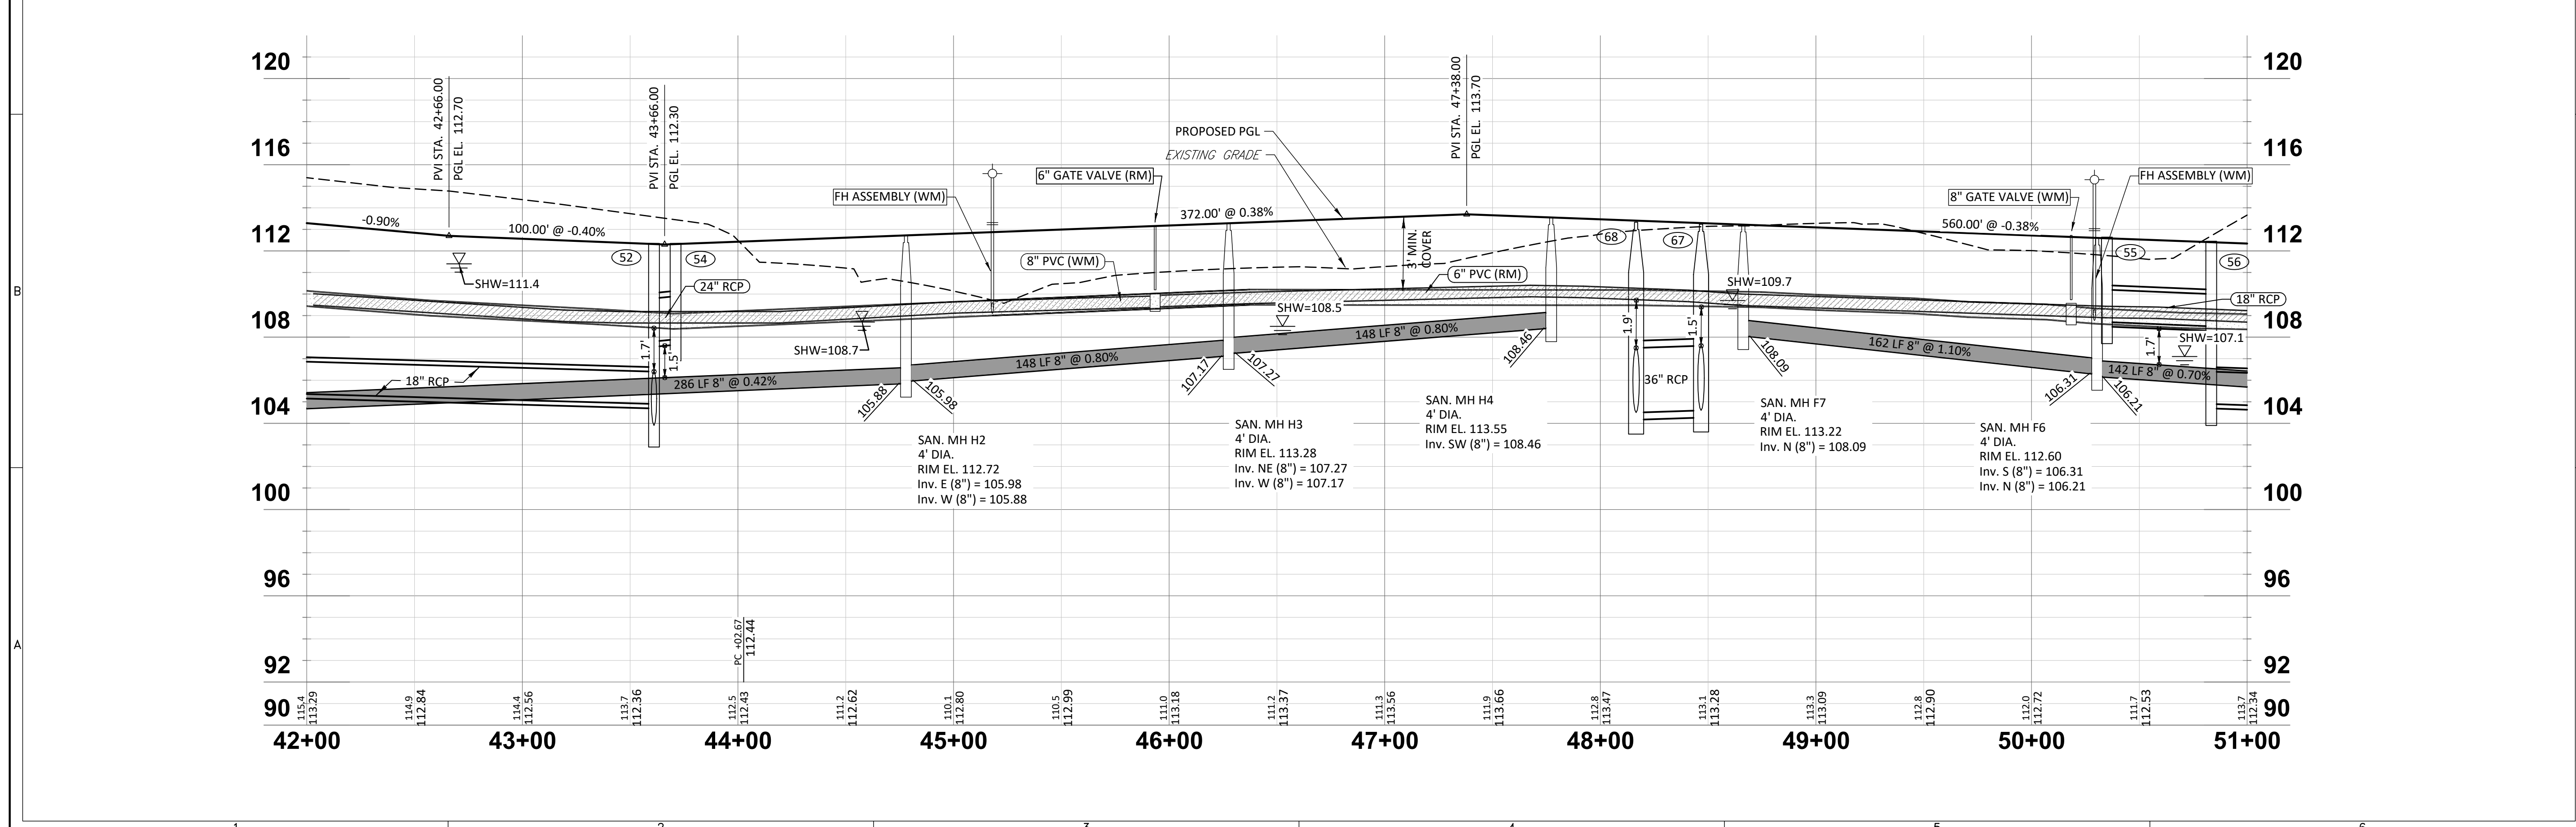 120
116
112
108
104
100
96
92
90
PVI STA. 42+66.00
PGL EL. 112.70
PVI STA. 43+66.00
PGL EL. 112.30
PVI STA. 47+38.00
PGL EL. 113.70
PROPOSED PGL
EXISTING GRADE
6" GATE VALVE (RM)
FH ASSEMBLY (WM)
FH ASSEMBLY (WM)
8" GATE VALVE (WM)
-0.90%
100.00' @ -0.40%
372.00' @ 0.38%
560.00' @ -0.38%
52
54
68
67
55
56
3' MIN.
COVER
8" PVC (WM)
6" PVC (RM)
24" RCP
SHW=111.4
SHW=109.7
SHW=108.5
SHW=108.7
SHW=107.1
18" RCP
18" RCP
36" RCP
1.7'
1.5'
1.9'
1.5'
1.7'
286 LF 8" @ 0.42%
148 LF 8" @ 0.80%
148 LF 8" @ 0.80%
162 LF 8" @ 1.10%
142 LF 8" @ 0.70%
105.88
105.98
107.17
107.27
108.46
108.09
106.31
106.21
SAN. MH H2
4' DIA.
RIM EL. 112.72
Inv. E (8") = 105.98
Inv. W (8") = 105.88
SAN. MH H3
4' DIA.
RIM EL. 113.28
Inv. NE (8") = 107.27
Inv. W (8") = 107.17
SAN. MH H4
4' DIA.
RIM EL. 113.55
Inv. SW (8") = 108.46
SAN. MH F7
4' DIA.
RIM EL. 113.22
Inv. N (8") = 108.09
SAN. MH F6
4' DIA.
RIM EL. 112.60
Inv. S (8") = 106.31
Inv. N (8") = 106.21
120
116
112
108
104
100
96
92
90
PC +02.67
112.44
115.4
113.29
114.9
112.84
114.4
112.56
113.7
112.36
112.5
112.43
111.2
112.62
110.1
112.80
110.5
112.99
111.0
113.18
111.2
113.37
111.3
113.56
111.9
113.66
112.8
113.47
113.1
113.28
113.3
113.09
112.8
112.90
112.0
112.72
111.7
112.53
113.7
112.34
42+00
43+00
44+00
45+00
46+00
47+00
48+00
49+00
50+00
51+00
B
A